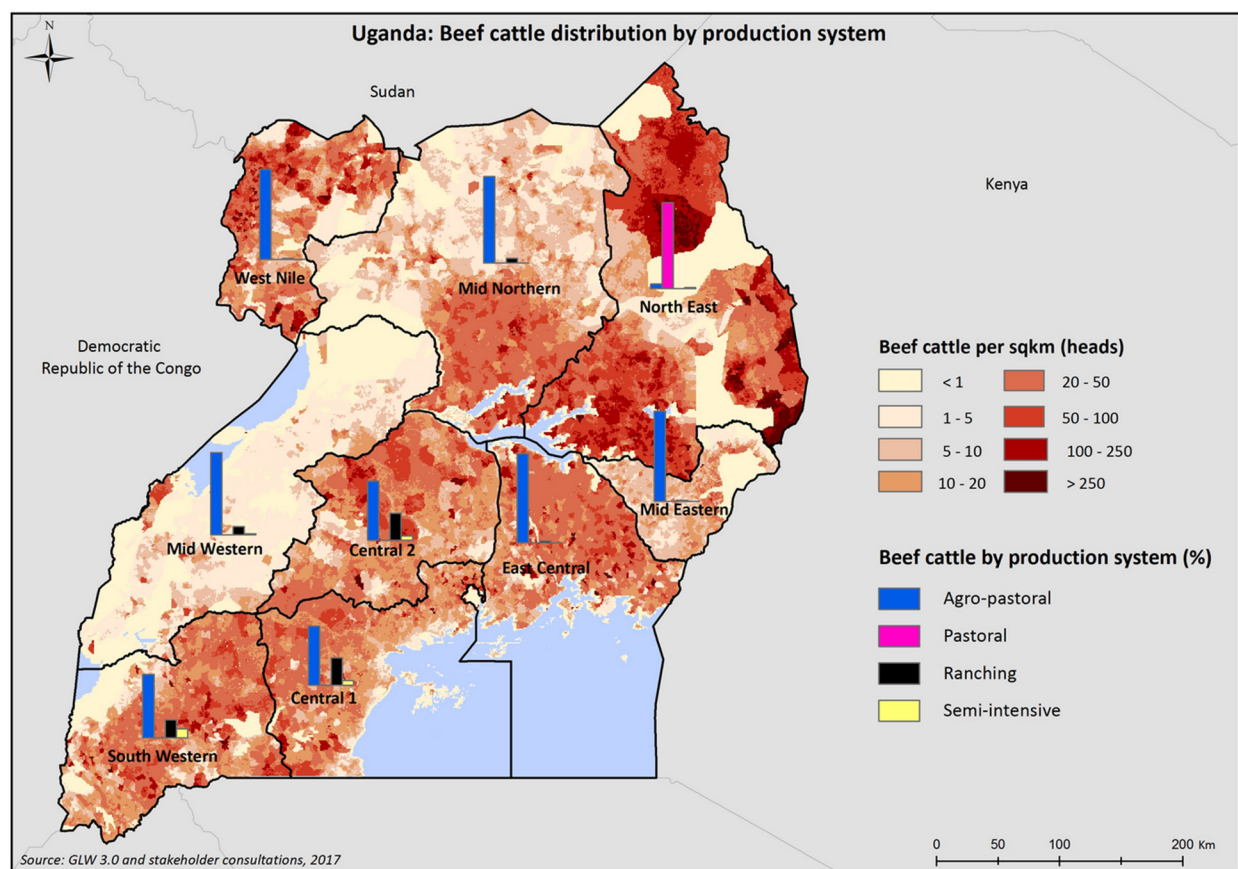 Uganda: Beef cattle distribution by production system
N
Sudan
Kenya
West Nile
Mid Northern
North East
Democratic
Republic of the Congo
Beef cattle per sqkm (heads)
< 1
20 - 50
1 - 5
50 - 100
5 - 10
100 - 250
10 - 20
> 250
Mid Eastern
Mid Western
Central 2
East Central
Beef cattle by production system (%)
Agro-pastoral
Pastoral
Ranching
Semi-intensive
Central 1
South Western
Source: GLW 3.0 and stakeholder consultations, 2017
0 50 100 200 Km